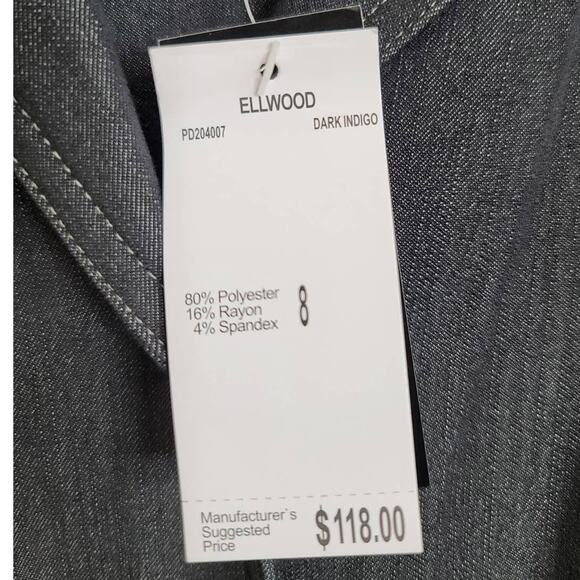 ELLWOOD
PD204007 DARK INDIGO
80% Polyester
16% Rayon 8
4% Spandex
Manufacturer`s
Suggested $118.00
Price